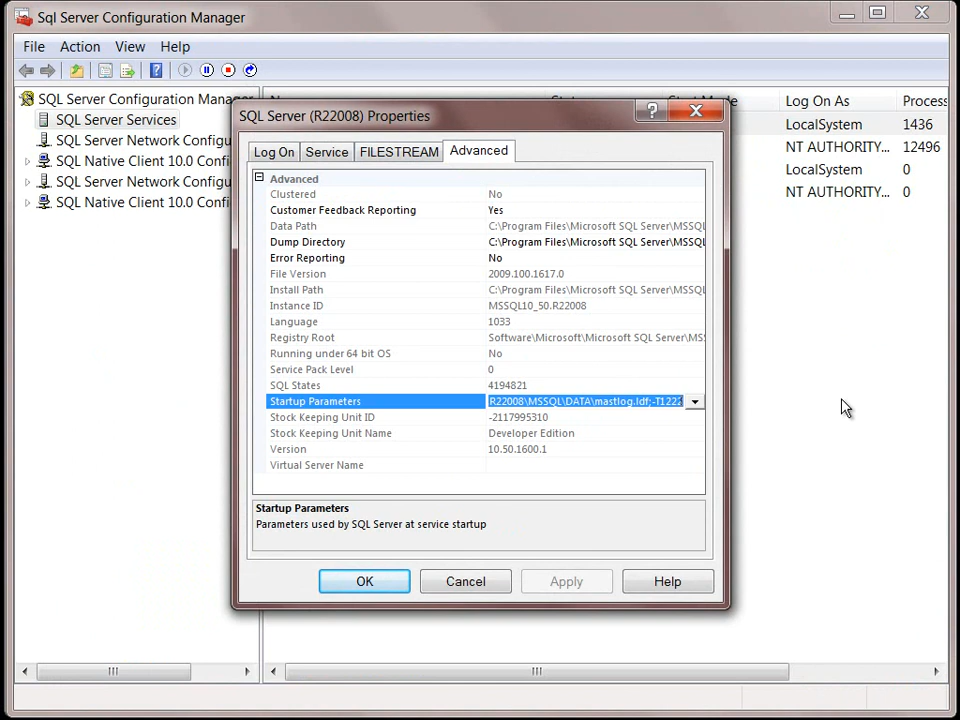 Sql Server Configuration Manager
File Action View Help
SQL Server Configuration Manage
SQL Server Services
SQL Server Network Configu
SQL Native Client 10.0 Confi
SQL Server Network Configu
SQL Native Client 10.0 Confi
Log On As Process
LocalSystem 1436
NT AUTHORITY... 12496
LocalSystem 0
NT AUTHORITY... 0
SQL Server (R22008) Properties
Log On Service FILESTREAM Advanced
Advanced
Clustered No
Customer Feedback Reporting Yes
Data Path C:\Program Files\Microsoft SQL Server\MSSQL
Dump Directory C:\Program Files\Microsoft SQL Server\MSSQL
Error Reporting No
File Version 2009.100.1617.0
Install Path C:\Program Files\Microsoft SQL Server\MSSQL
Instance ID MSSQL10_50.R22008
Language 1033
Registry Root Software\Microsoft\Microsoft SQL Server\MS
Running under 64 bit OS No
Service Pack Level 0
SQL States 4194821
Startup Parameters R22008\MSSQL\DATA\mastlog.ldf;-T1222
Stock Keeping Unit ID -2117995310
Stock Keeping Unit Name Developer Edition
Version 10.50.1600.1
Virtual Server Name
Startup Parameters
Parameters used by SQL Server at service startup
OK Cancel Apply Help